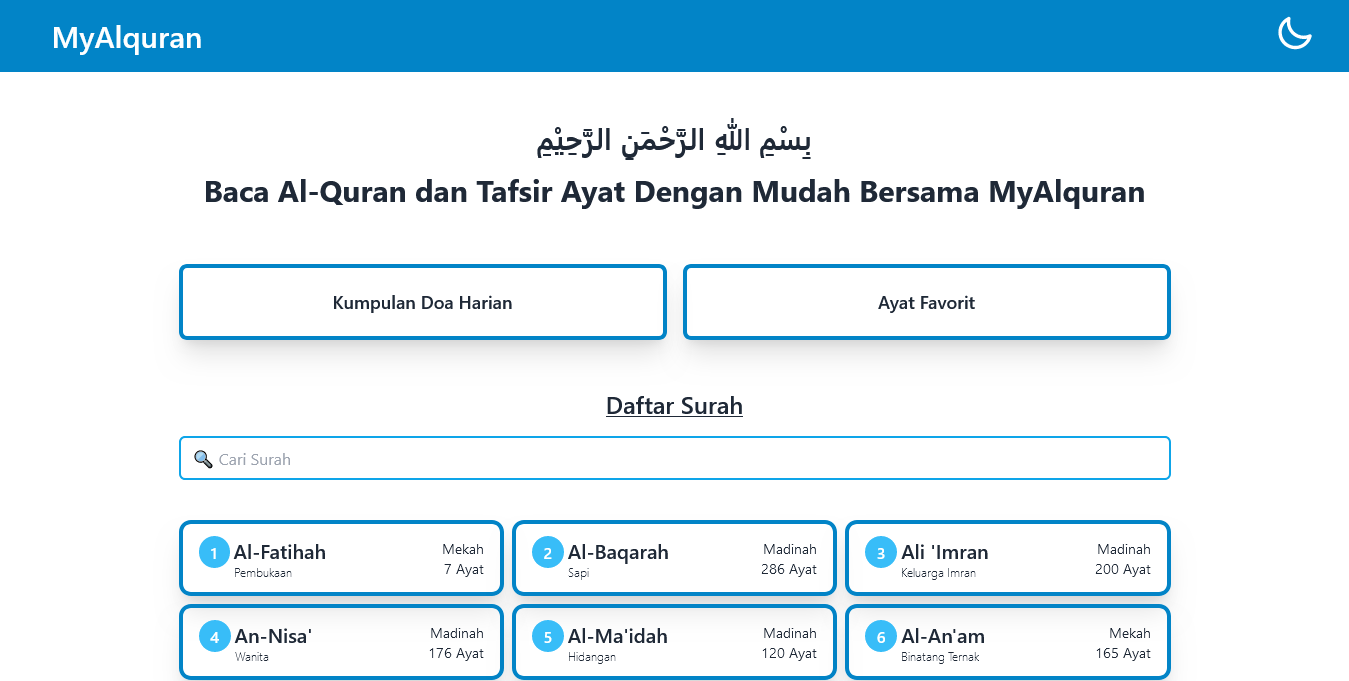 MyAlquran
بِسْمِ اللَّهِ الرَّحْمَنِ الرَّحِيْمِ
Baca Al-Quran dan Tafsir Ayat Dengan Mudah Bersama MyAlquran
Kumpulan Doa Harian
Ayat Favorit
Daftar Surah
🔍 Cari Surah
1 Al-Fatihah Mekah
Pembukaan 7 Ayat
2 Al-Baqarah Madinah
Sapi 286 Ayat
3 Ali 'Imran Madinah
Keluarga Imran 200 Ayat
4 An-Nisa' Madinah
Wanita 176 Ayat
5 Al-Ma'idah Madinah
Hidangan 120 Ayat
6 Al-An'am Mekah
Binatang Ternak 165 Ayat